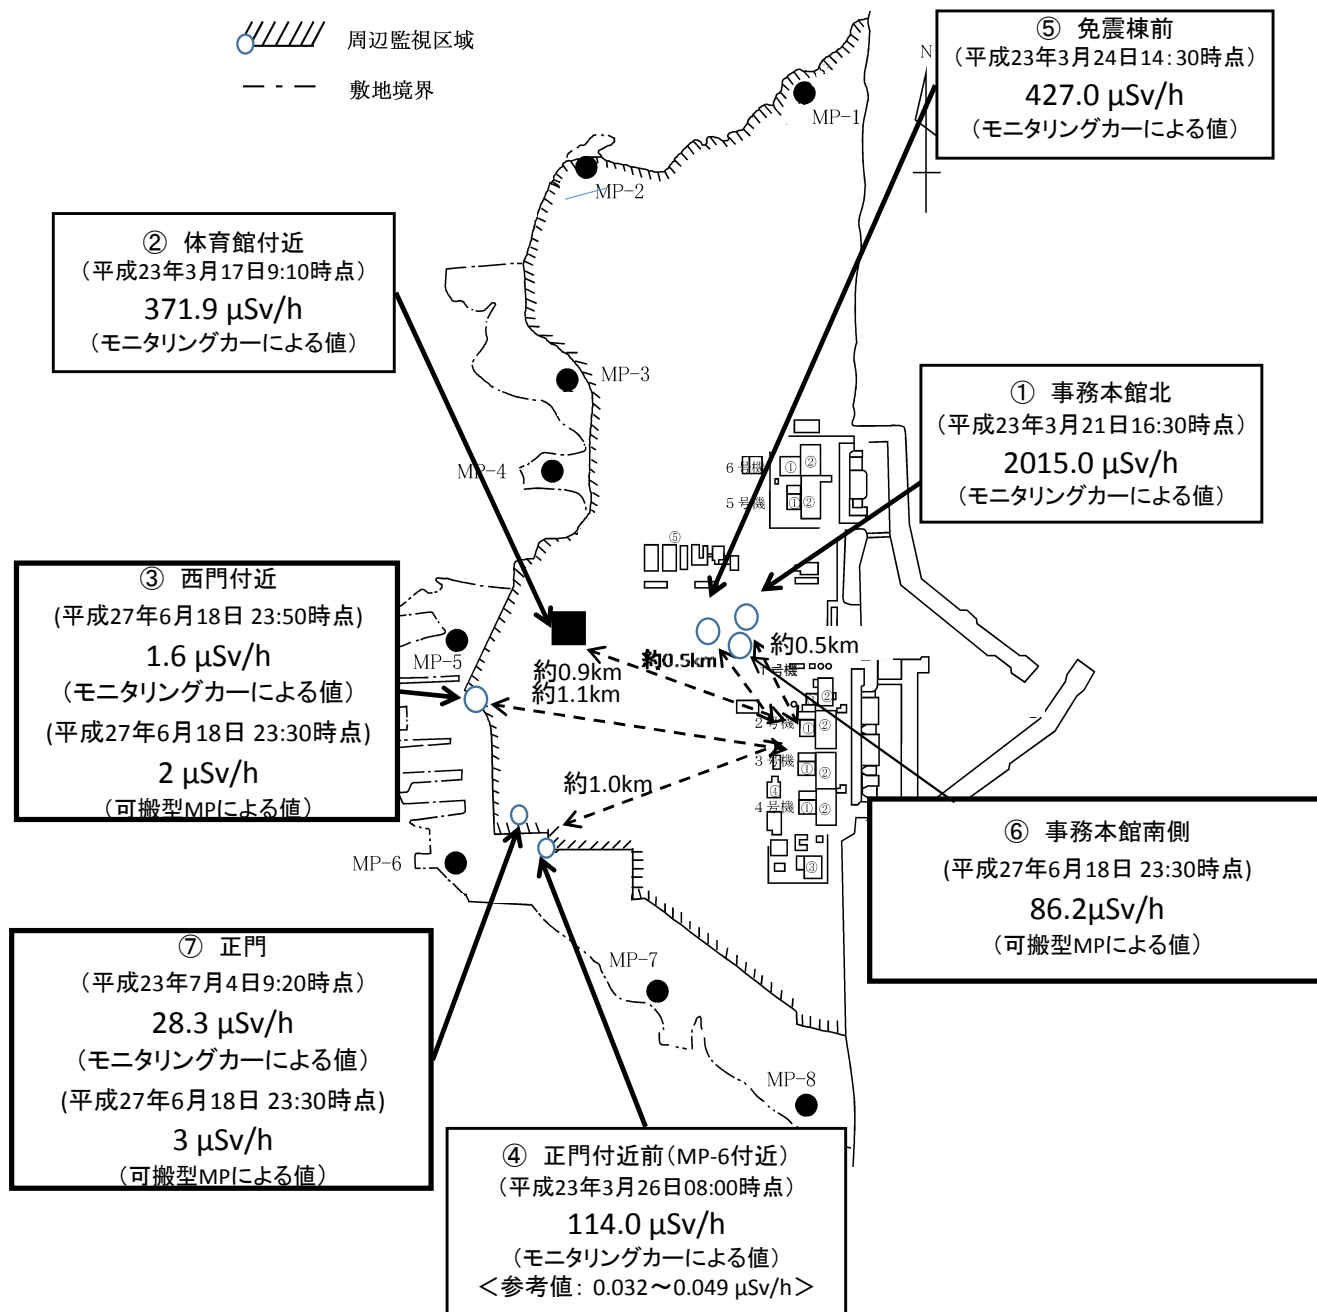 周辺監視区域
敷地境界
⑤ 免震棟前
(平成23年3月24日14:30時点)
427.0 μSv/h
(モニタリングカーによる値)
N
MP-1
MP-2
② 体育館付近
(平成23年3月17日9:10時点)
371.9 μSv/h
(モニタリングカーによる値)
MP-3
① 事務本館北
(平成23年3月21日16:30時点)
2015.0 μSv/h
(モニタリングカーによる値)
MP-4
6号機
① ②
5号機
① ②
⑤
③ 西門付近
(平成27年6月18日 23:50時点)
1.6 μSv/h
(モニタリングカーによる値)
(平成27年6月18日 23:30時点)
2 μSv/h
(可搬型MPによる値)
MP-5
約0.9km
約1.1km
約0.5km
約0.5km
1号機
②
2号機
① ②
3号機
① ②
約1.0km
④
4号機
① ②
③
MP-6
⑥ 事務本館南側
(平成27年6月18日 23:30時点)
86.2μSv/h
(可搬型MPによる値)
⑦ 正門
(平成23年7月4日9:20時点)
28.3 μSv/h
(モニタリングカーによる値)
(平成27年6月18日 23:30時点)
3 μSv/h
(可搬型MPによる値)
MP-7
MP-8
④ 正門付近前(MP-6付近)
(平成23年3月26日08:00時点)
114.0 μSv/h
(モニタリングカーによる値)
<参考値: 0.032~0.049 μSv/h>